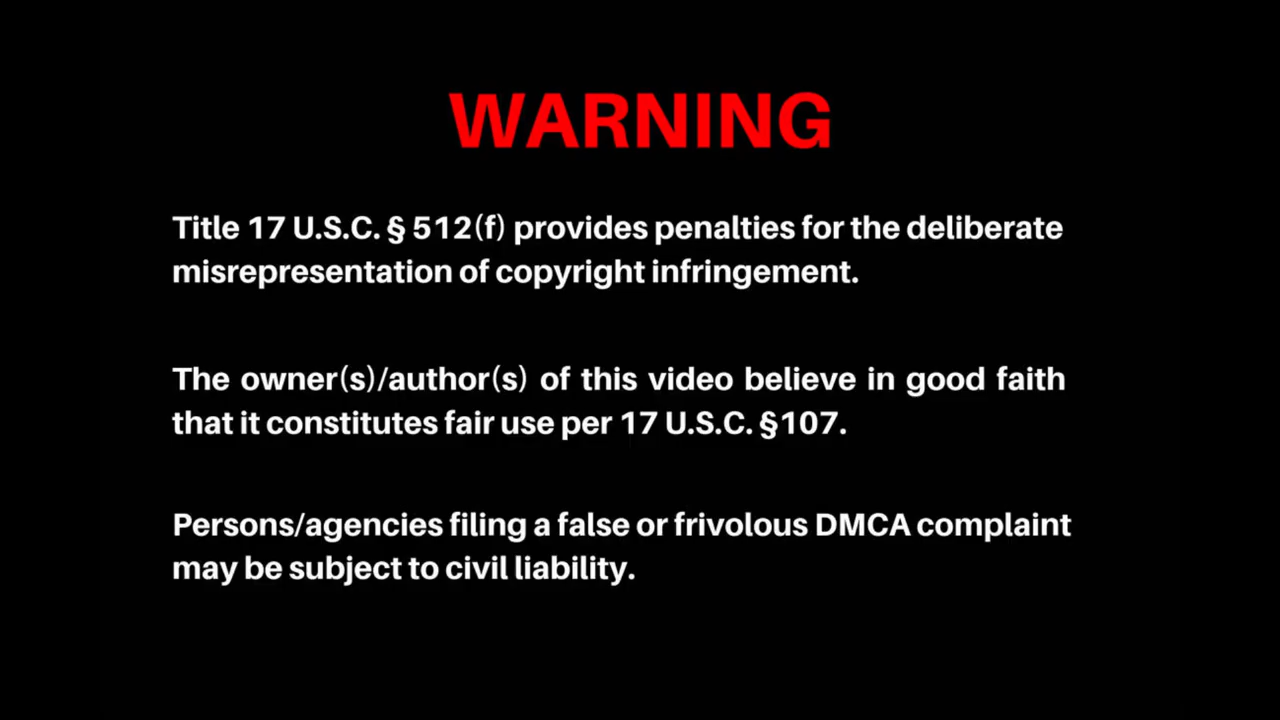 WARNING
Title 17 U.S.C. § 512(f) provides penalties for the deliberate
misrepresentation of copyright infringement.
The owner(s)/author(s) of this video believe in good faith
that it constitutes fair use per 17 U.S.C. §107.
Persons/agencies filing a false or frivolous DMCA complaint
may be subject to civil liability.